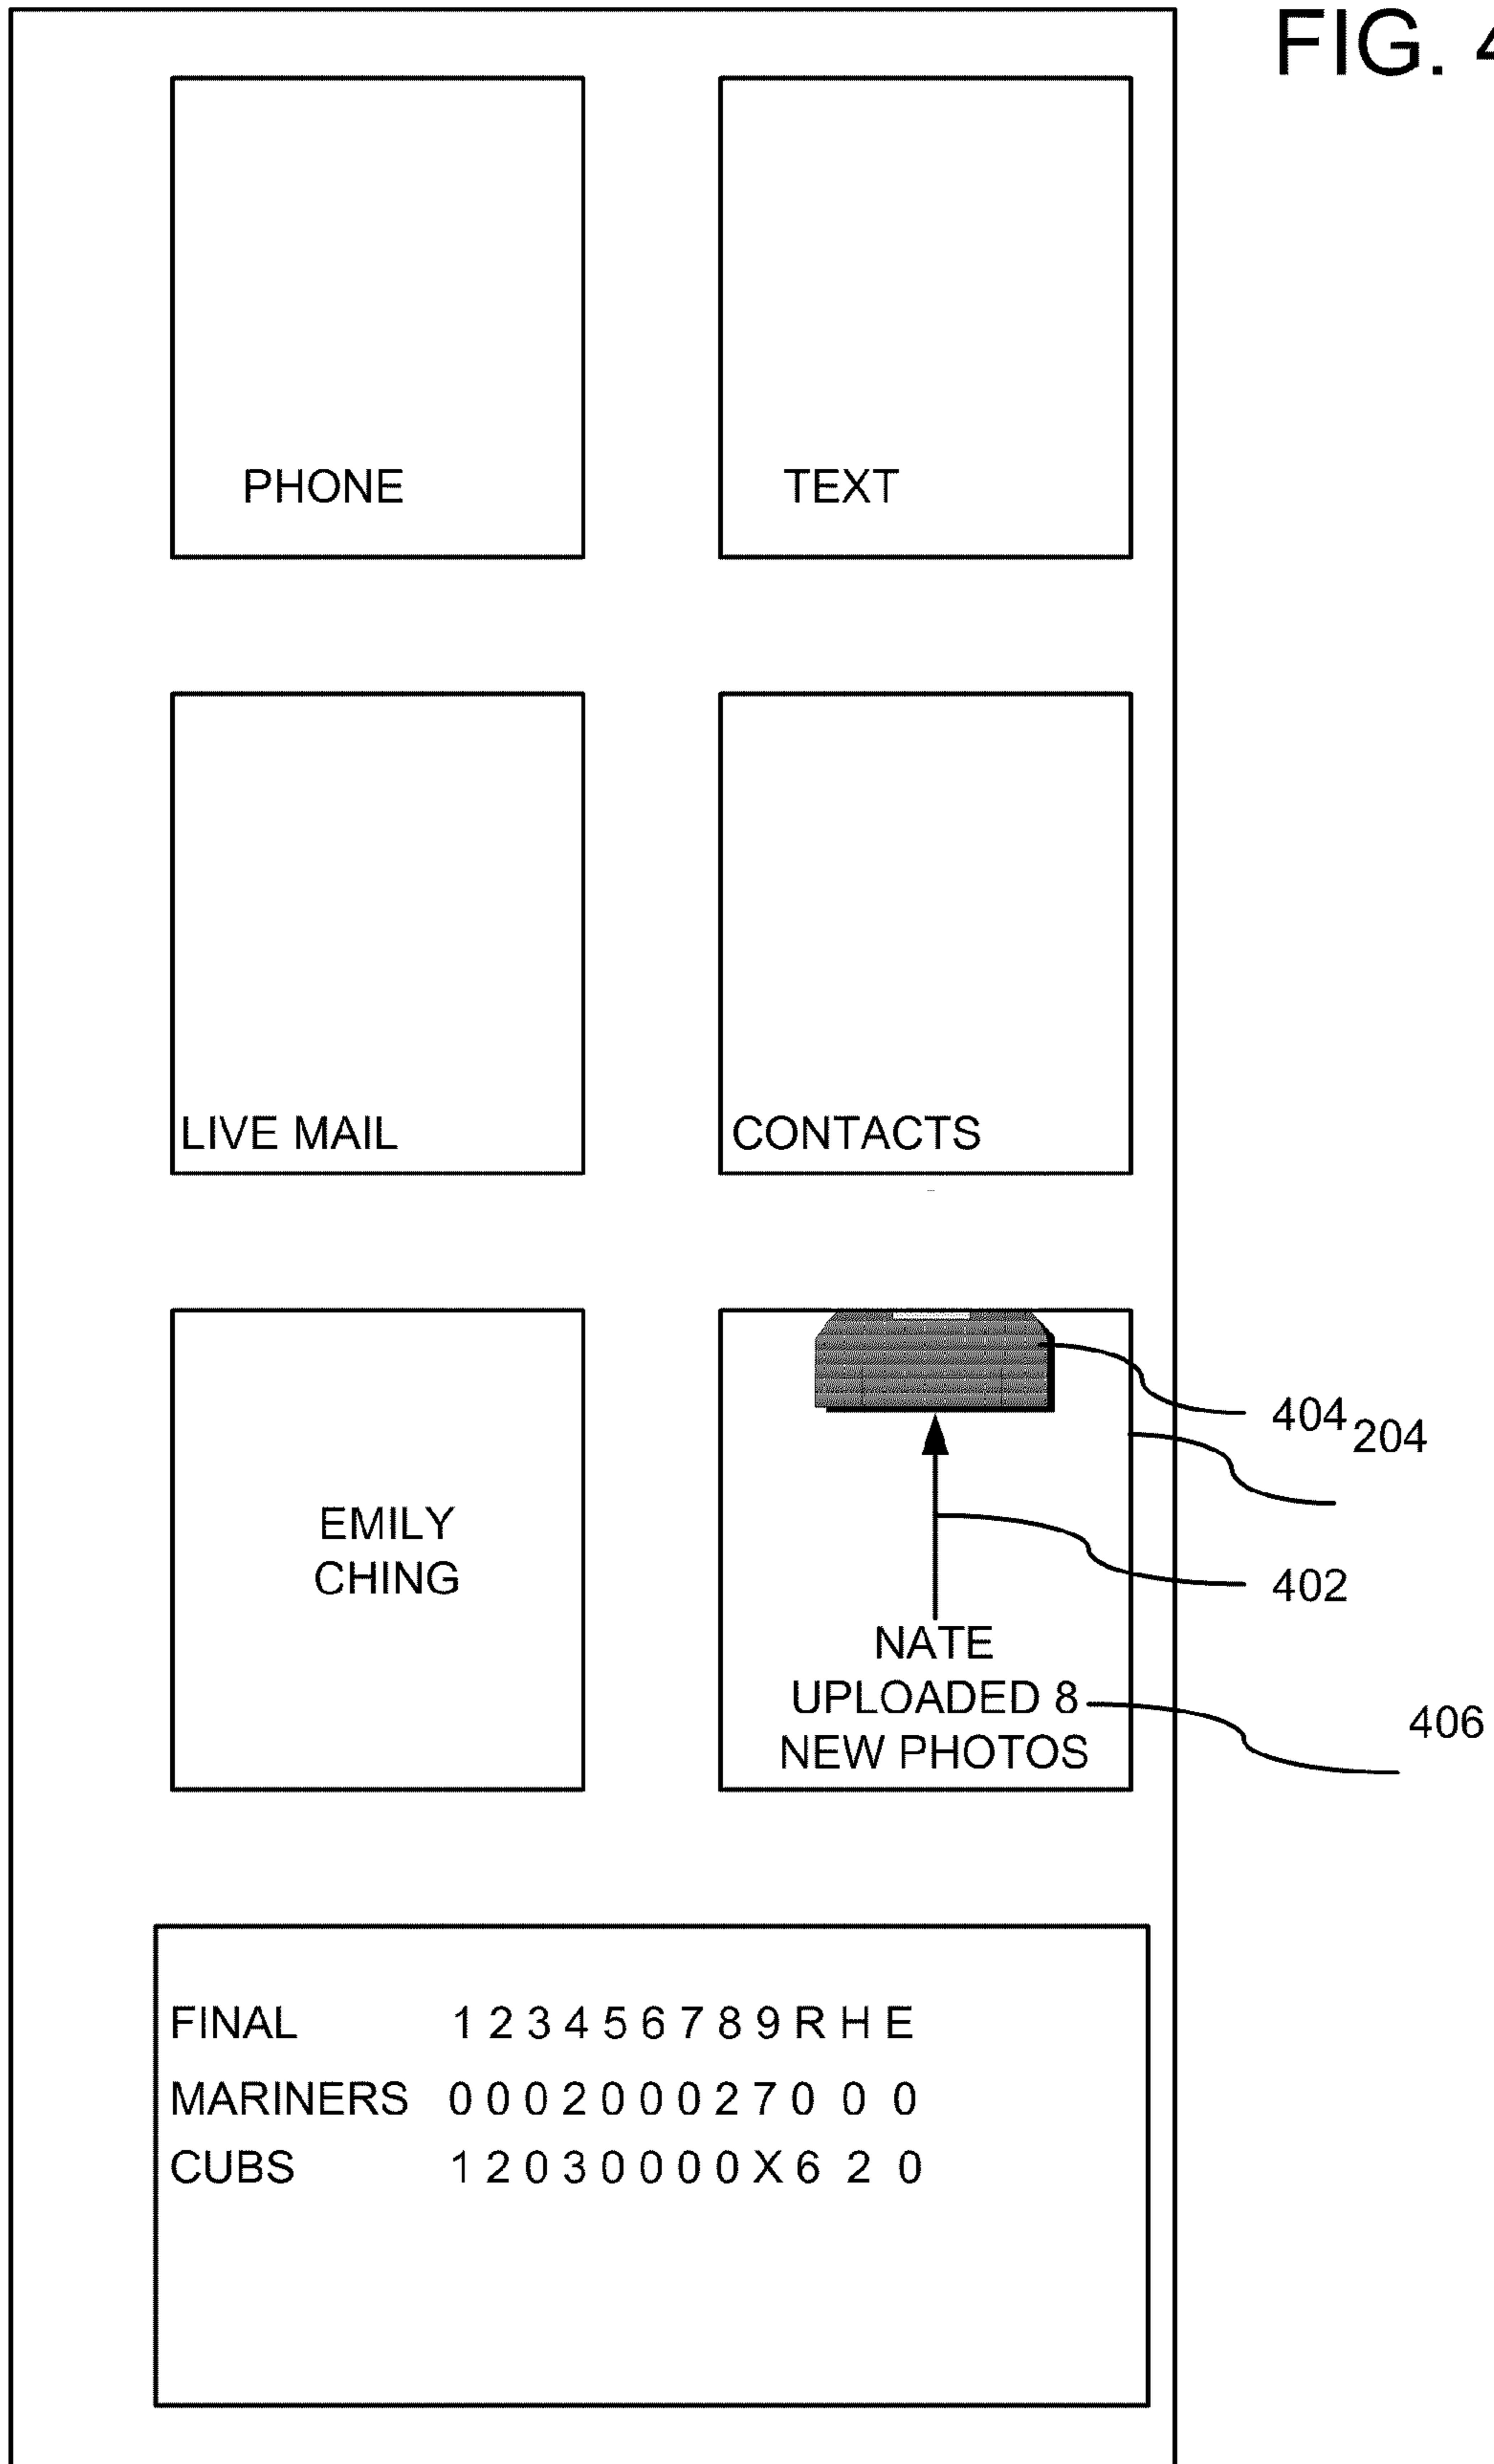 FIG. 4
PHONE
TEXT
LIVE MAIL
CONTACTS
EMILY
CHING
404
204
402
NATE
UPLOADED 8
NEW PHOTOS
406
FINAL 1 2 3 4 5 6 7 8 9 R H E
MARINERS 0 0 0 2 0 0 0 2 7 0 0 0
CUBS 1 2 0 3 0 0 0 0 X 6 2 0